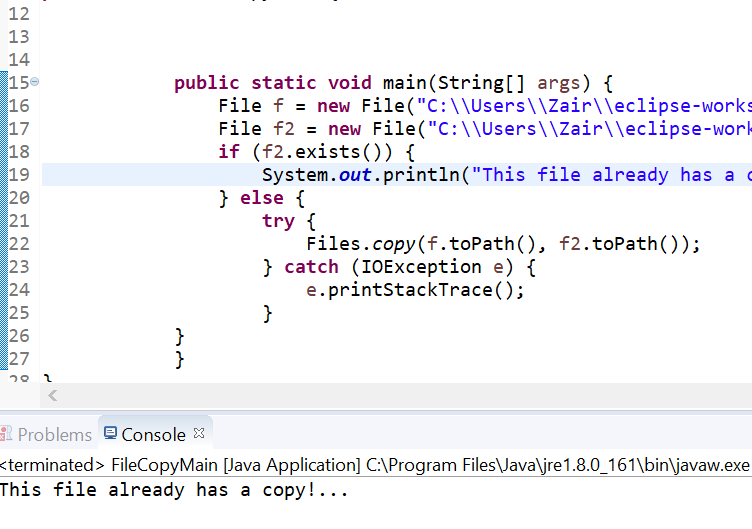 12
13
14
15 public static void main(String[] args) {
16 File f = new File("C:\\Users\\Zair\\eclipse-works
17 File f2 = new File("C:\\Users\\Zair\\eclipse-work
18 if (f2.exists()) {
19 System.out.println("This file already has a c
20 } else {
21 try {
22 Files.copy(f.toPath(), f2.toPath());
23 } catch (IOException e) {
24 e.printStackTrace();
25 }
26 }
27 }
28 }
Problems Console
<terminated> FileCopyMain [Java Application] C:\Program Files\Java\jre1.8.0_161\bin\javaw.exe
This file already has a copy!...